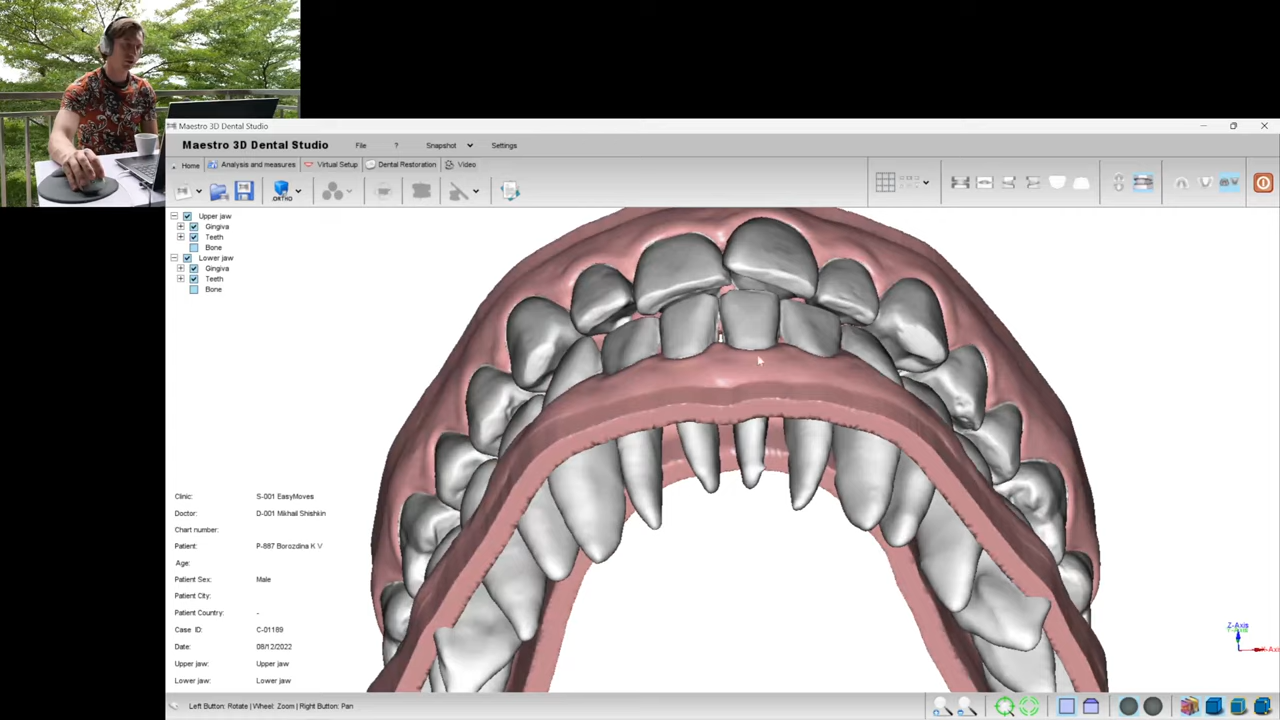 Maestro 3D Dental Studio
Maestro 3D Dental Studio File ? Snapshot Settings
Home Analysis and measures Virtual Setup Dental Restoration Video
ORTHO
Upper jaw
Gingiva
Teeth
Bone
Lower jaw
Gingiva
Teeth
Bone
Clinic: S-001 EasyMoves
Doctor: D-001 Mikhail Shishkin
Chart number:
Patient: P-887 Borozdina K V
Age:
Patient Sex: Male
Patient City:
Patient Country: -
Case ID: C-01189
Date: 08/12/2022
Upper jaw: Upper jaw
Lower jaw: Lower jaw
Z-Axis
Left Button: Rotate | Wheel: Zoom | Right Button: Pan